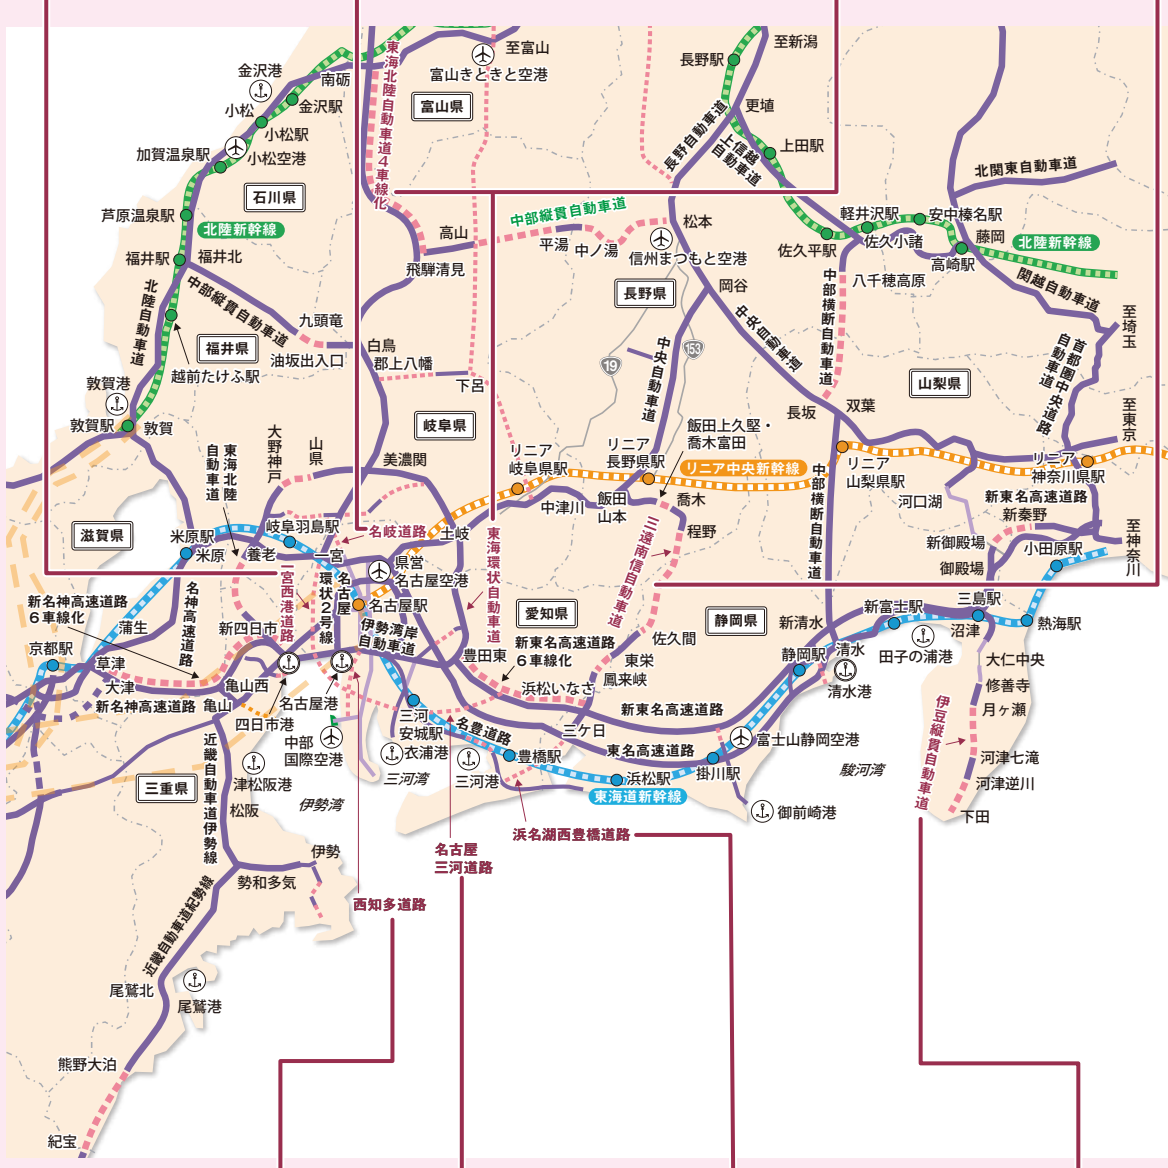 至富山
富山きときと空港
富山県
東海北陸自動車道４車線化
南砺
金沢港
金沢駅
小松
小松駅
小松空港
加賀温泉駅
石川県
芦原温泉駅
北陸新幹線
福井駅
福井北
北陸自動車道
中部縦貫自動車道
九頭竜
油坂出入口
福井県
越前たけふ駅
敦賀港
敦賀駅
敦賀
至新潟
長野駅
更埴
長野自動車道
上信越
自動車道
上田駅
北関東自動車道
軽井沢駅
安中榛名駅
佐久平駅
佐久小諸
藤岡
高崎駅
北陸新幹線
八千穂高原
関越自動車道
中部縦貫自動車道
高山
平湯
中ノ湯
松本
信州まつもと空港
飛騨清見
長野県
岡谷
中部横断自動車道
中央自動車道
中央自動車道
19
153
白鳥
郡上八幡
下呂
岐阜県
至埼玉
首都圏中央道路
自動車道
山梨県
長坂
双葉
至東京
飯田上久堅・
喬木富田
リニア
岐阜県駅
リニア
長野県駅
リニア中央新幹線
リニア
山梨県駅
リニア
神奈川県駅
河口湖
新東名高速道路
新秦野
至神奈川
新御殿場
御殿場
小田原駅
中部横断自動車道
大野神戸
山県
美濃関
東海北陸
自動車道
中津川
飯田
山本
喬木
程野
三遠南信自動車道
滋賀県
米原駅
米原
養老
岐阜羽島駅
一宮
名岐道路
土岐
県営
名古屋空港
東海環状自動車道
一宮西港道路
名古屋
環状２号線
名古屋駅
愛知県
静岡県
新清水
新富士駅
三島駅
沼津
熱海駅
新名神高速道路
６車線化
名神高速道路
蒲生
新四日市
伊勢湾岸
自動車道
新東名高速道路
６車線化
佐久間
東栄
鳳来峡
豊田東
浜松いなさ
京都駅
草津
大津
新名神高速道路
亀山西
亀山
名古屋港
四日市港
三河
安城駅
名豊道路
三ケ日
新東名高速道路
東名高速道路
静岡駅
清水
清水港
田子の浦港
大仁中央
修善寺
月ヶ瀬
伊豆縦貫自動車道
河津七滝
河津逆川
下田
近畿自動車道伊勢線
中部
国際空港
衣浦港
三河湾
三河港
豊橋駅
浜松駅
掛川駅
富士山静岡空港
駿河湾
東海道新幹線
御前崎港
三重県
津松阪港
松阪
伊勢湾
伊勢
勢和多気
浜名湖西豊橋道路
名古屋
三河道路
西知多道路
近畿自動車道紀勢線
尾鷲北
尾鷲港
熊野大泊
紀宝